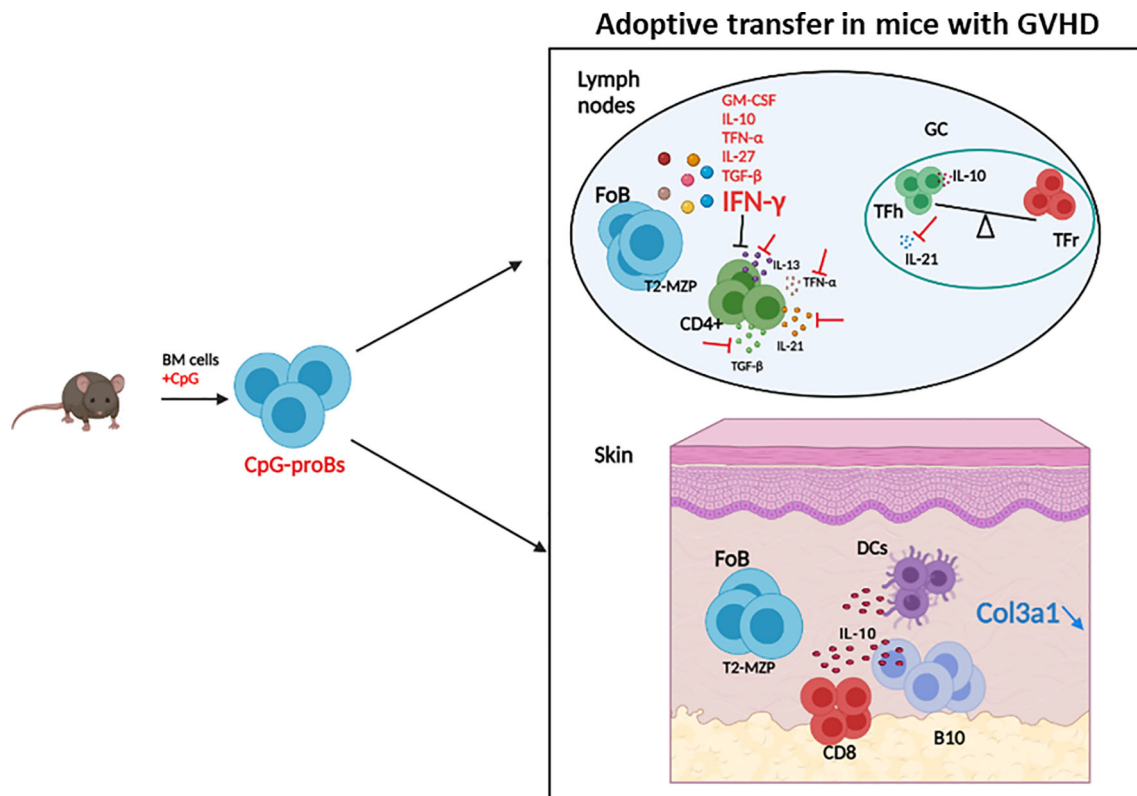 Adoptive transfer in mice with GVHD
Lymph
nodes
GM-CSF
IL-10
TFN-α
IL-27
TGF-β
IFN-γ
FoB
T2-MZP
IL-13
TFN-α
CD4+
IL-21
TGF-β
GC
IL-10
TFh
TFr
IL-21
BM cells
+CpG
CpG-proBs
Skin
DCs
FoB
Col3a1
IL-10
T2-MZP
B10
CD8